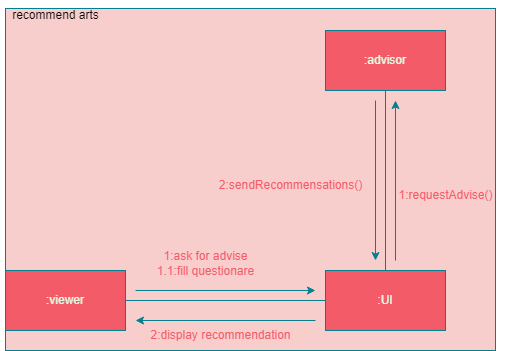 recommend arts
:advisor
2:sendRecommensations()
1:requestAdvise()
1:ask for advise
1.1:fill questionare
:viewer
:UI
2:display recommendation